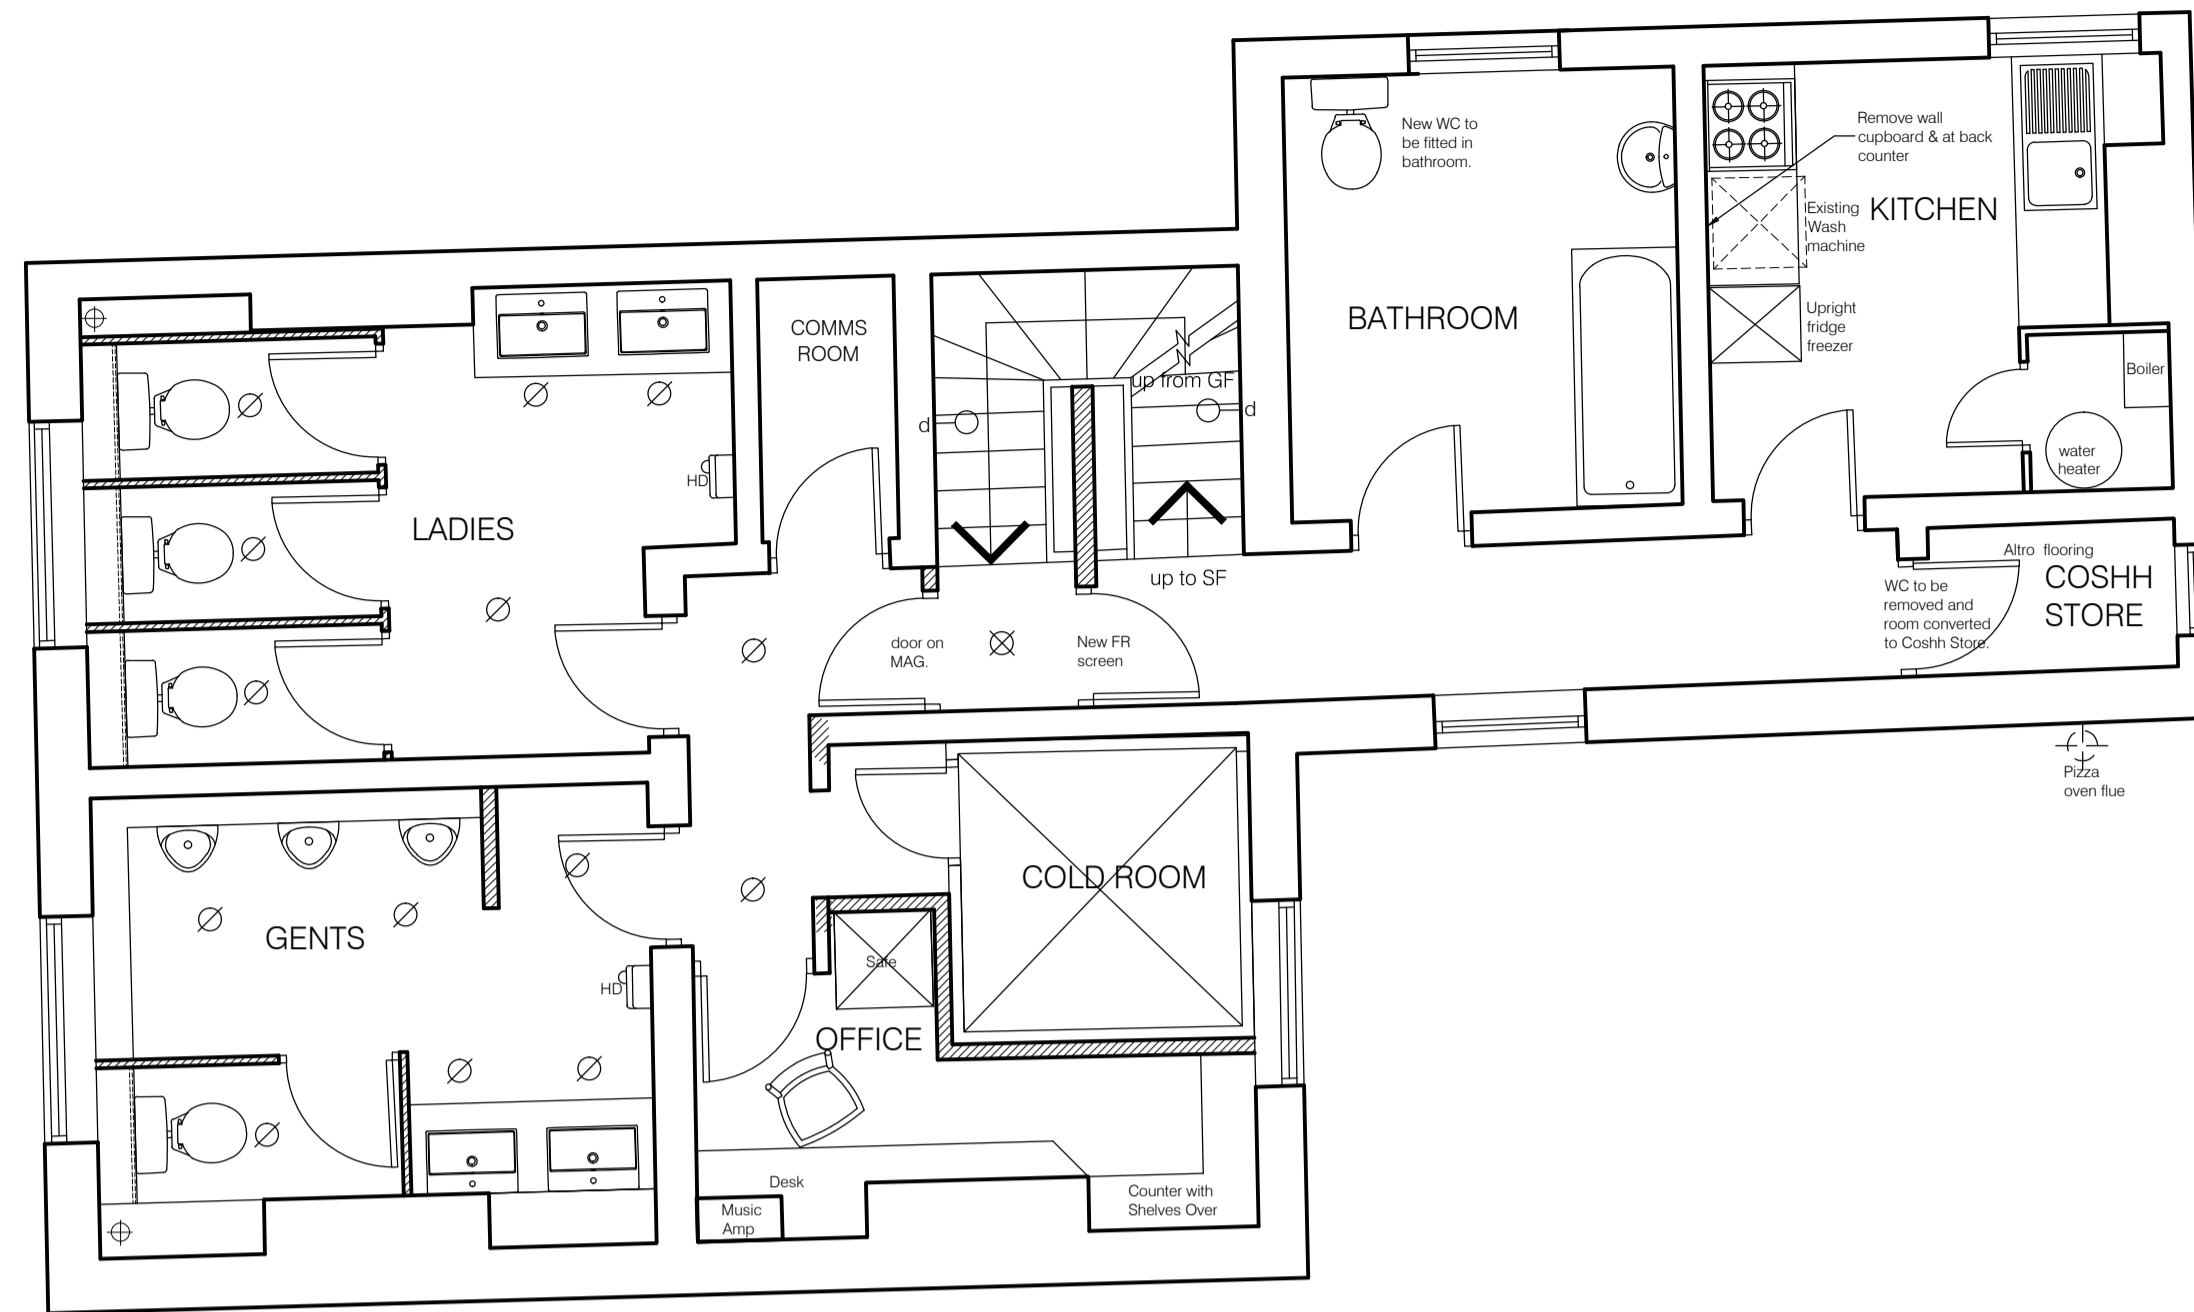 New WC to
be fitted in
bathroom.
Remove wall
cupboard & at back
counter
KITCHEN
Existing
Wash
machine
Upright
fridge
freezer
BATHROOM
COMMS
ROOM
up from GF
d
d
Boiler
water
heater
HD
LADIES
up to SF
Altro flooring
COSHH
STORE
WC to be
removed and
room converted
to Coshh Store.
door on
MAG.
New FR
screen
Pizza
oven flue
COLD ROOM
GENTS
Safe
HD
OFFICE
Desk
Music
Amp
Counter with
Shelves Over